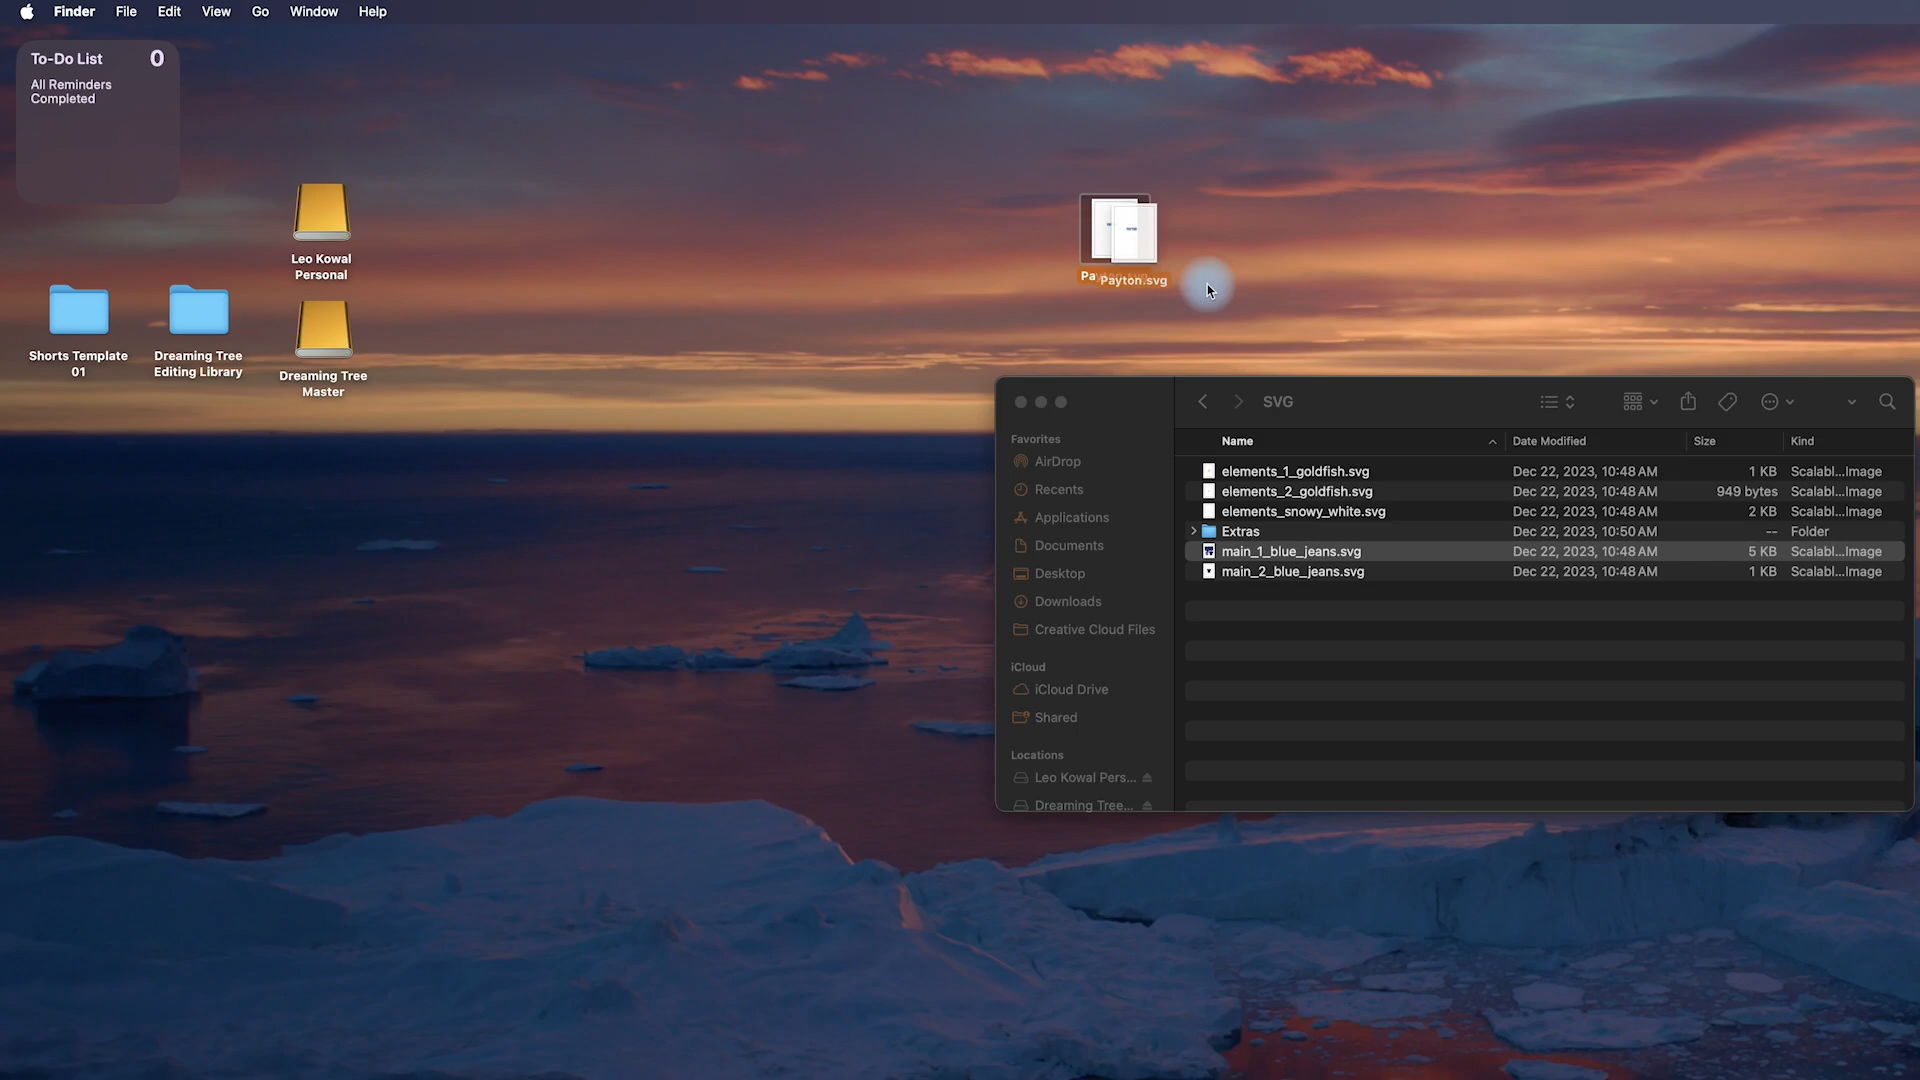 Finder File Edit View Go Window Help
To-Do List 0
All Reminders
Completed
Leo Kowal
Personal
Shorts Template
01
Dreaming Tree
Editing Library
Dreaming Tree
Master
Payton.svg
SVG
Favorites
AirDrop
Recents
Applications
Documents
Desktop
Downloads
Creative Cloud Files
iCloud
iCloud Drive
Shared
Locations
Leo Kowal Pers...
Dreaming Tree...
Name Date Modified Size Kind
elements_1_goldfish.svg Dec 22, 2023, 10:48 AM 1 KB Scalabl...Image
elements_2_goldfish.svg Dec 22, 2023, 10:48 AM 949 bytes Scalabl...Image
elements_snowy_white.svg Dec 22, 2023, 10:48 AM 2 KB Scalabl...Image
Extras Dec 22, 2023, 10:50 AM -- Folder
main_1_blue_jeans.svg Dec 22, 2023, 10:48 AM 5 KB Scalabl...Image
main_2_blue_jeans.svg Dec 22, 2023, 10:48 AM 1 KB Scalabl...Image